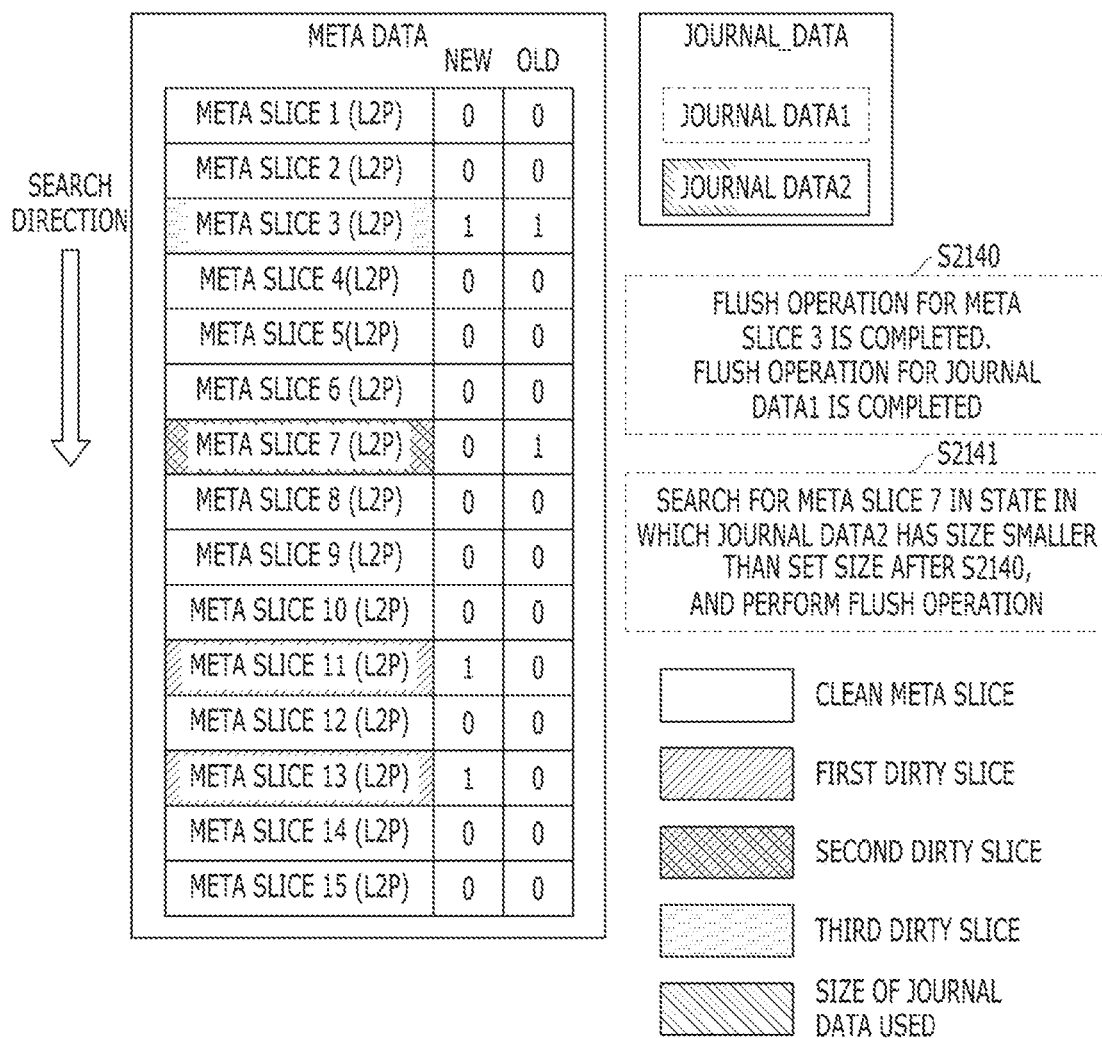 META DATA
NEW OLD
META SLICE 1 (L2P) 0 0
META SLICE 2 (L2P) 0 0
META SLICE 3 (L2P) 1 1
META SLICE 4(L2P) 0 0
META SLICE 5(L2P) 0 0
META SLICE 6 (L2P) 0 0
META SLICE 7 (L2P) 0 1
META SLICE 8 (L2P) 0 0
META SLICE 9 (L2P) 0 0
META SLICE 10 (L2P) 0 0
META SLICE 11 (L2P) 1 0
META SLICE 12 (L2P) 0 0
META SLICE 13 (L2P) 1 0
META SLICE 14 (L2P) 0 0
META SLICE 15 (L2P) 0 0
SEARCH
DIRECTION
JOURNAL_DATA
JOURNAL DATA1
JOURNAL DATA2
S2140
FLUSH OPERATION FOR META
SLICE 3 IS COMPLETED.
FLUSH OPERATION FOR JOURNAL
DATA1 IS COMPLETED
S2141
SEARCH FOR META SLICE 7 IN STATE IN
WHICH JOURNAL DATA2 HAS SIZE SMALLER
THAN SET SIZE AFTER S2140,
AND PERFORM FLUSH OPERATION
CLEAN META SLICE
FIRST DIRTY SLICE
SECOND DIRTY SLICE
THIRD DIRTY SLICE
SIZE OF JOURNAL
DATA USED